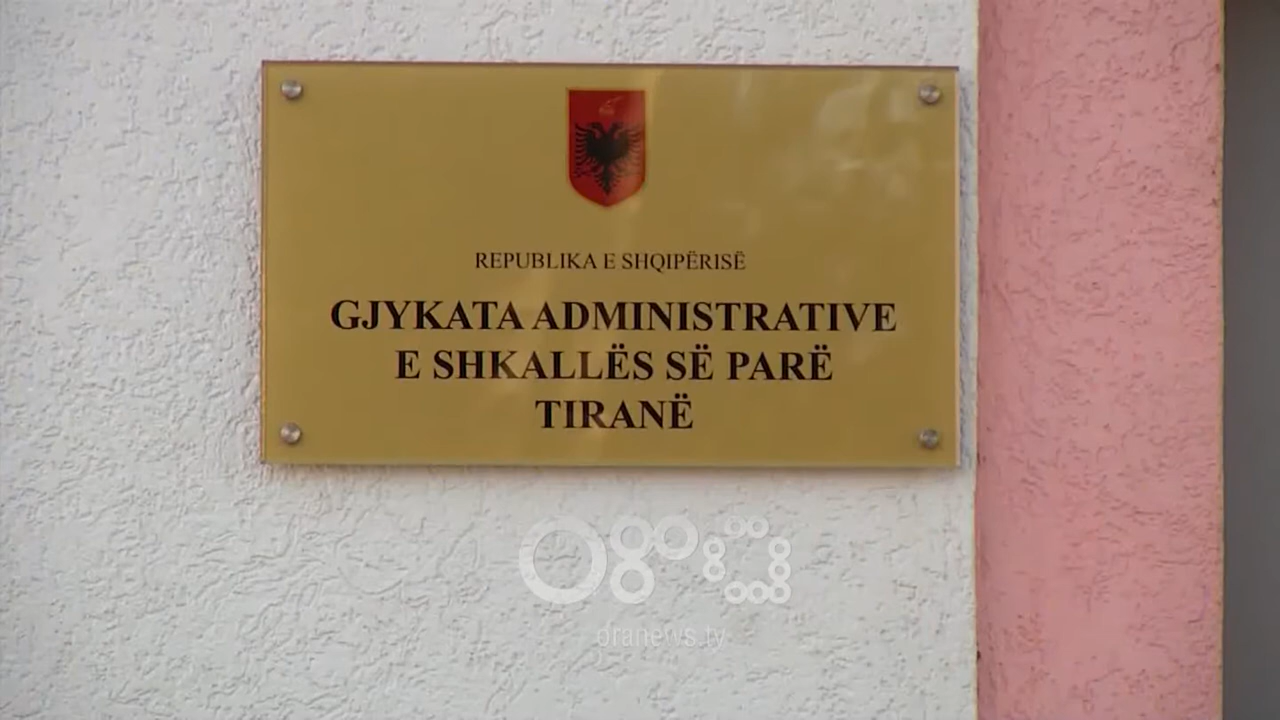 REPUBLIKA E SHQIPËRISË
GJYKATA ADMINISTRATIVE
E SHKALLËS SË PARË
TIRANË
oranews.tv